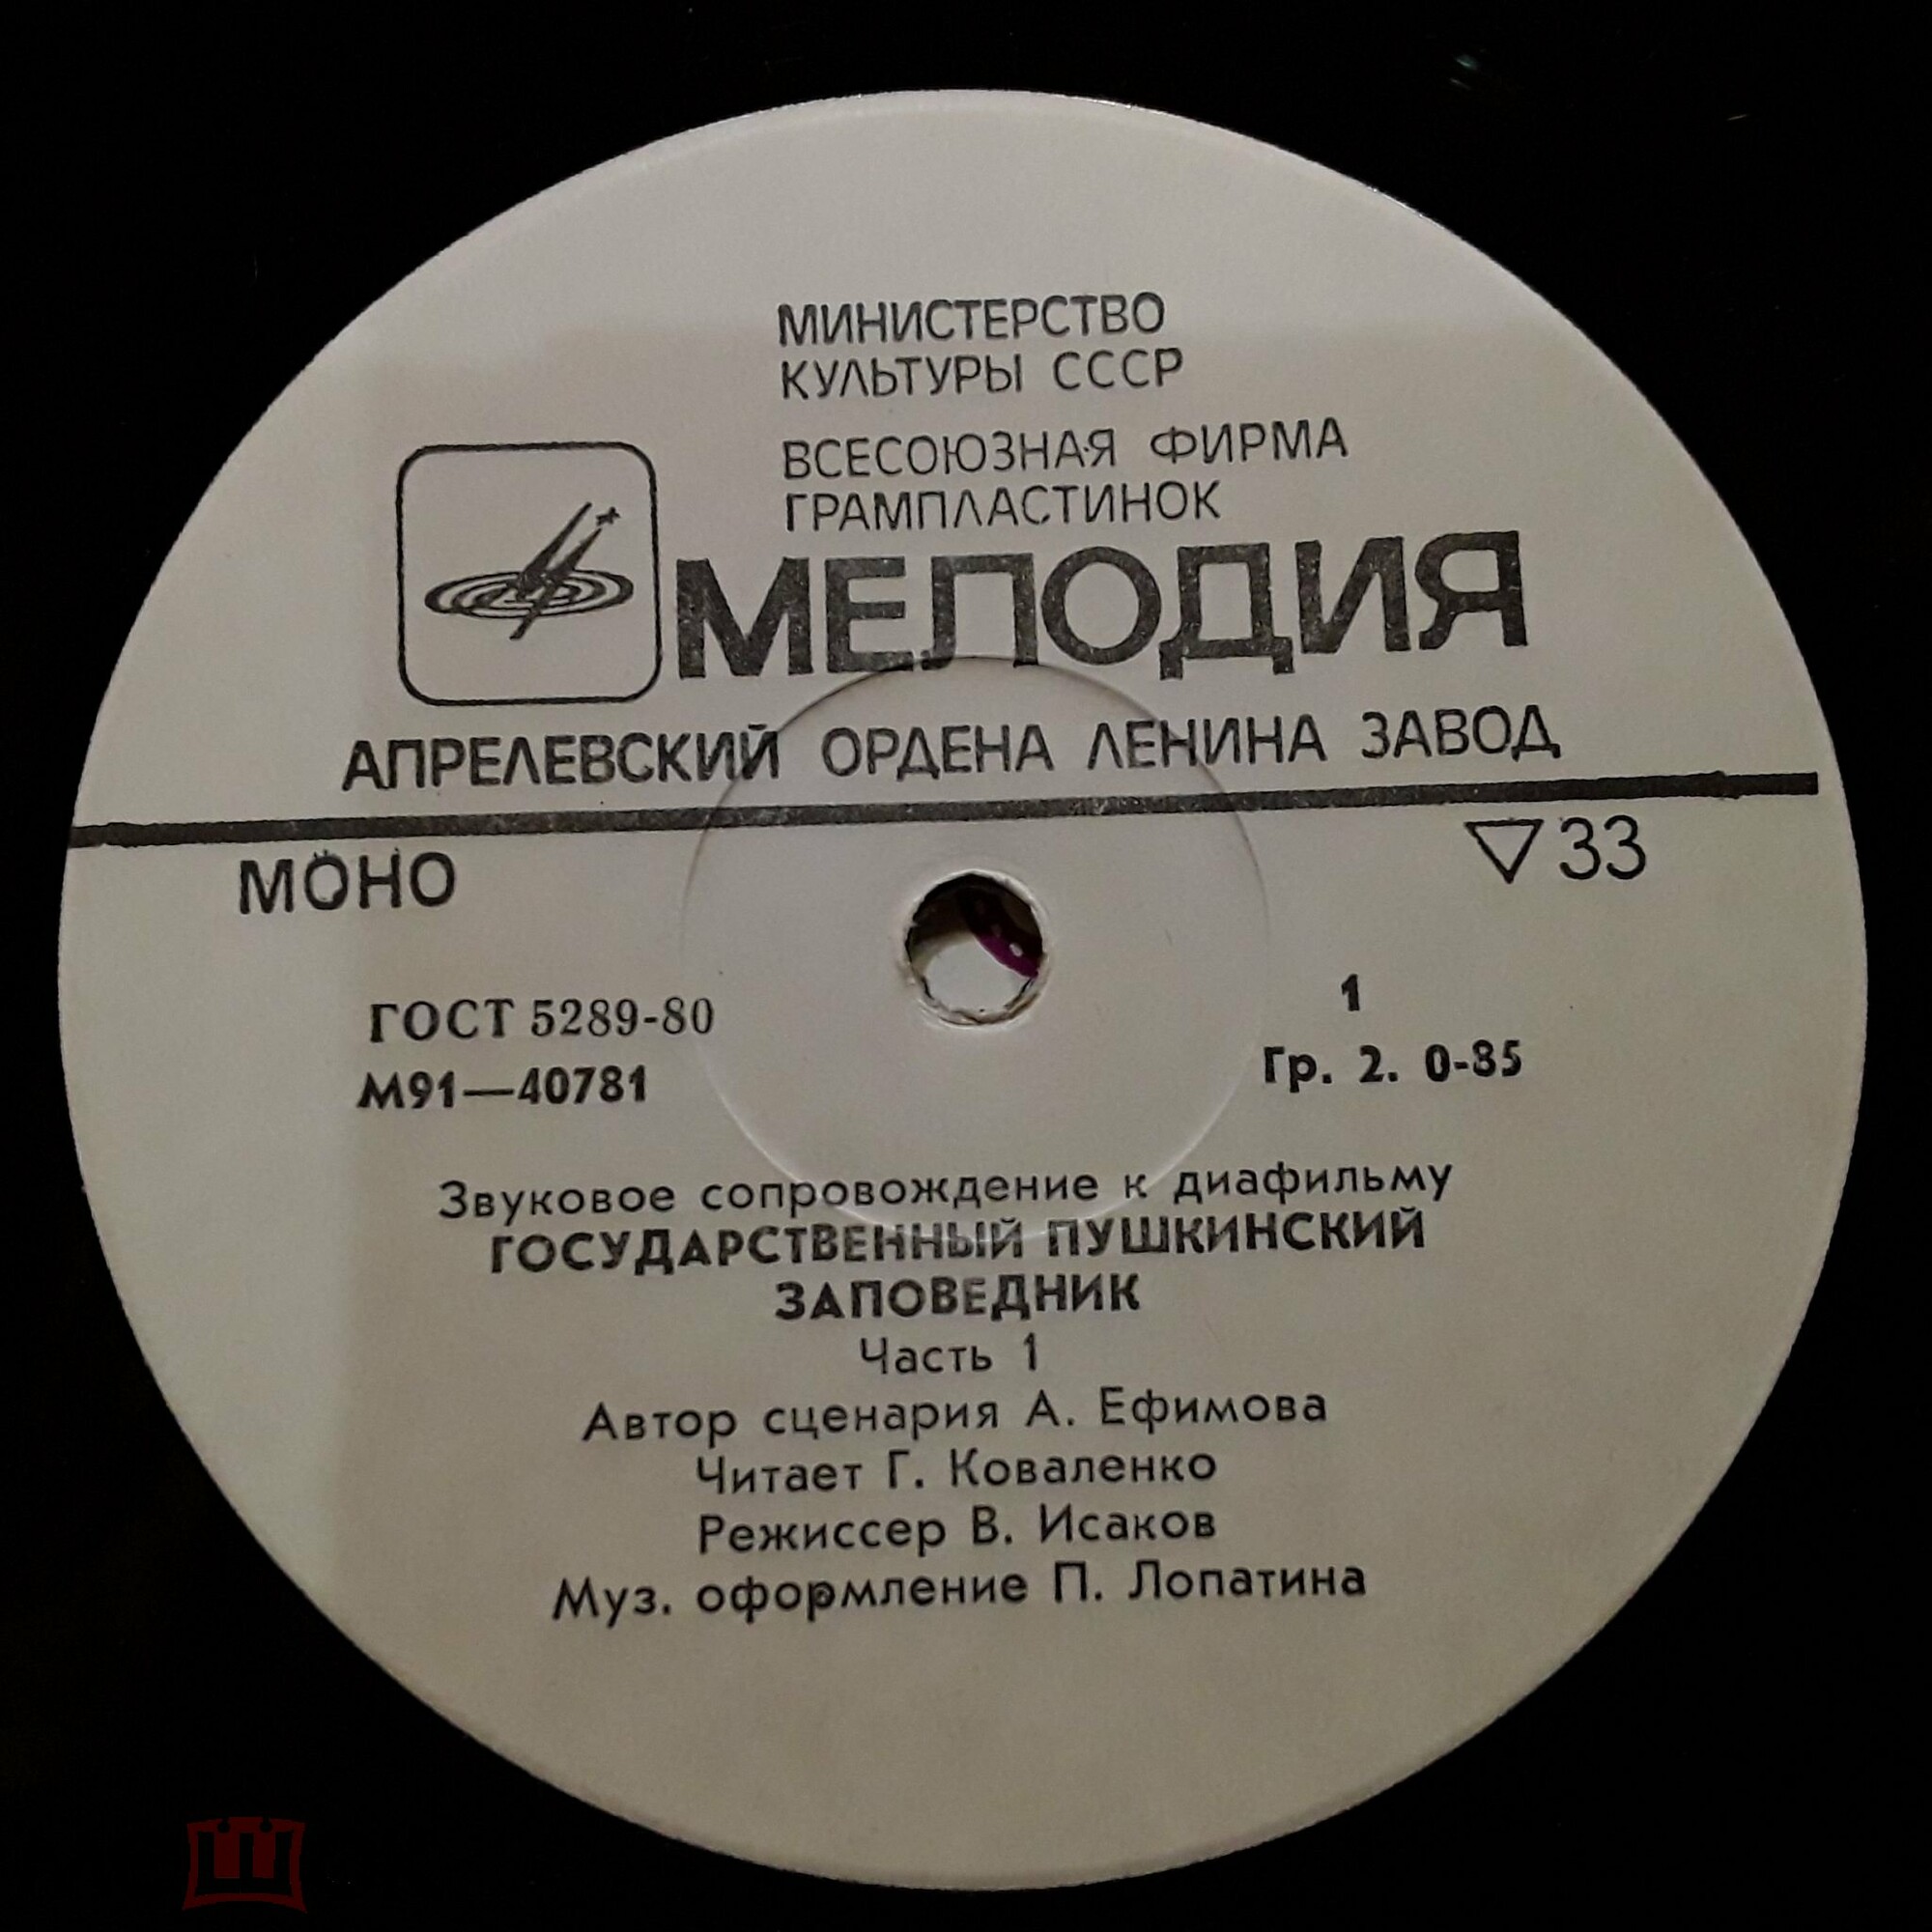 МИНИСТЕРСТВО
КУЛЬТУРЫ СССР
ВСЕСОЮЗНАЯ ФИРМА
ГРАМПЛАСТИНОК
МЕЛОДИЯ
АПРЕЛЕВСКИЙ ОРДЕНА ЛЕНИНА ЗАВОД
МОНО
▽33
ГОСТ 5289-80
1
М91—40781
Гр. 2. 0-85
Звуковое сопровождение к диафильму
ГОСУДАРСТВЕННЫЙ ПУШКИНСКИЙ
ЗАПОВЕДНИК
Часть 1
Автор сценария А. Ефимова
Читает Г. Коваленко
Режиссер В. Исаков
Муз. оформление П. Лопатина